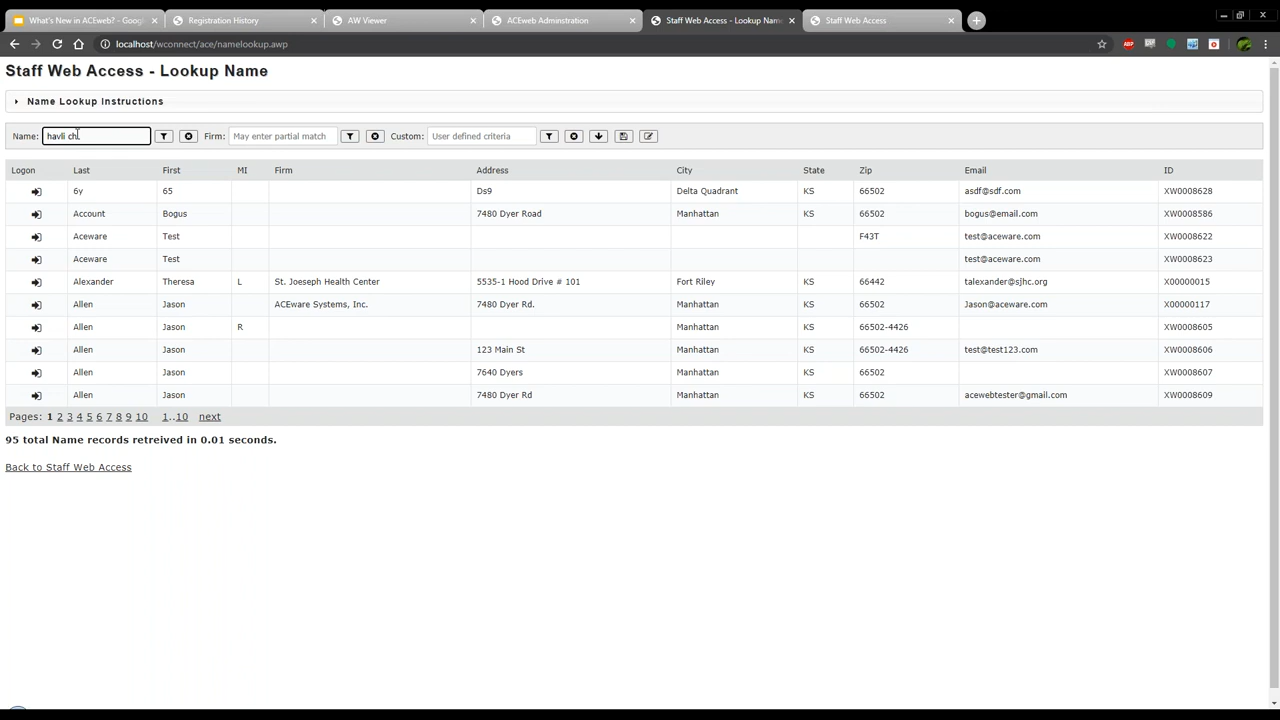 What's New in ACEweb? - Goog
Registration History
AW Viewer
ACEweb Adminstration
Staff Web Access - Lookup Name
Staff Web Access
localhost/wconnect/ace/namelookup.awp
ABP
Staff Web Access - Lookup Name
Name Lookup Instructions
Name: havli ch Firm: May enter partial match Custom: User defined criteria
Logon Last First MI Firm Address City State Zip Email ID
6y 65 Ds9 Delta Quadrant KS 66502 asdf@sdf.com XW0008628
Account Bogus 7480 Dyer Road Manhattan KS 66502 bogus@email.com XW0008586
Aceware Test F43T test@aceware.com XW0008622
Aceware Test test@aceware.com XW0008623
Alexander Theresa L St. Joeseph Health Center 5535-1 Hood Drive # 101 Fort Riley KS 66442 talexander@sjhc.org X00000015
Allen Jason ACEware Systems, Inc. 7480 Dyer Rd. Manhattan KS 66502 Jason@aceware.com X00000117
Allen Jason R Manhattan KS 66502-4426 XW0008605
Allen Jason 123 Main St Manhattan KS 66502-4426 test@test123.com XW0008606
Allen Jason 7640 Dyers Manhattan KS 66502 XW0008607
Allen Jason 7480 Dyer Rd Manhattan KS 66502 acewebtester@gmail.com XW0008609
Pages: 1 2 3 4 5 6 7 8 9 10 1..10 next
95 total Name records retreived in 0.01 seconds.
Back to Staff Web Access